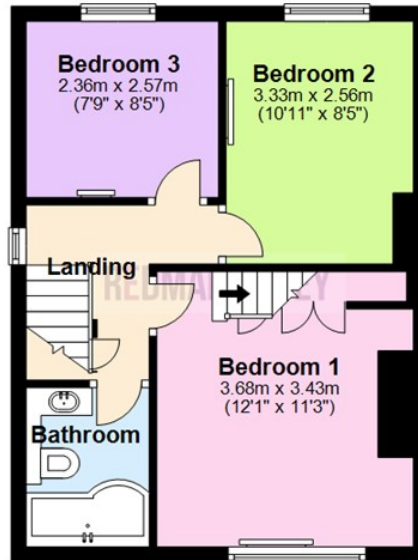 Bedroom 3
2.36m x 2.57m
(7'9" x 8'5")
Bedroom 2
3.33m x 2.56m
(10'11" x 8'5")
Landing
Bedroom 1
3.68m x 3.43m
(12'1" x 11'3")
Bathroom